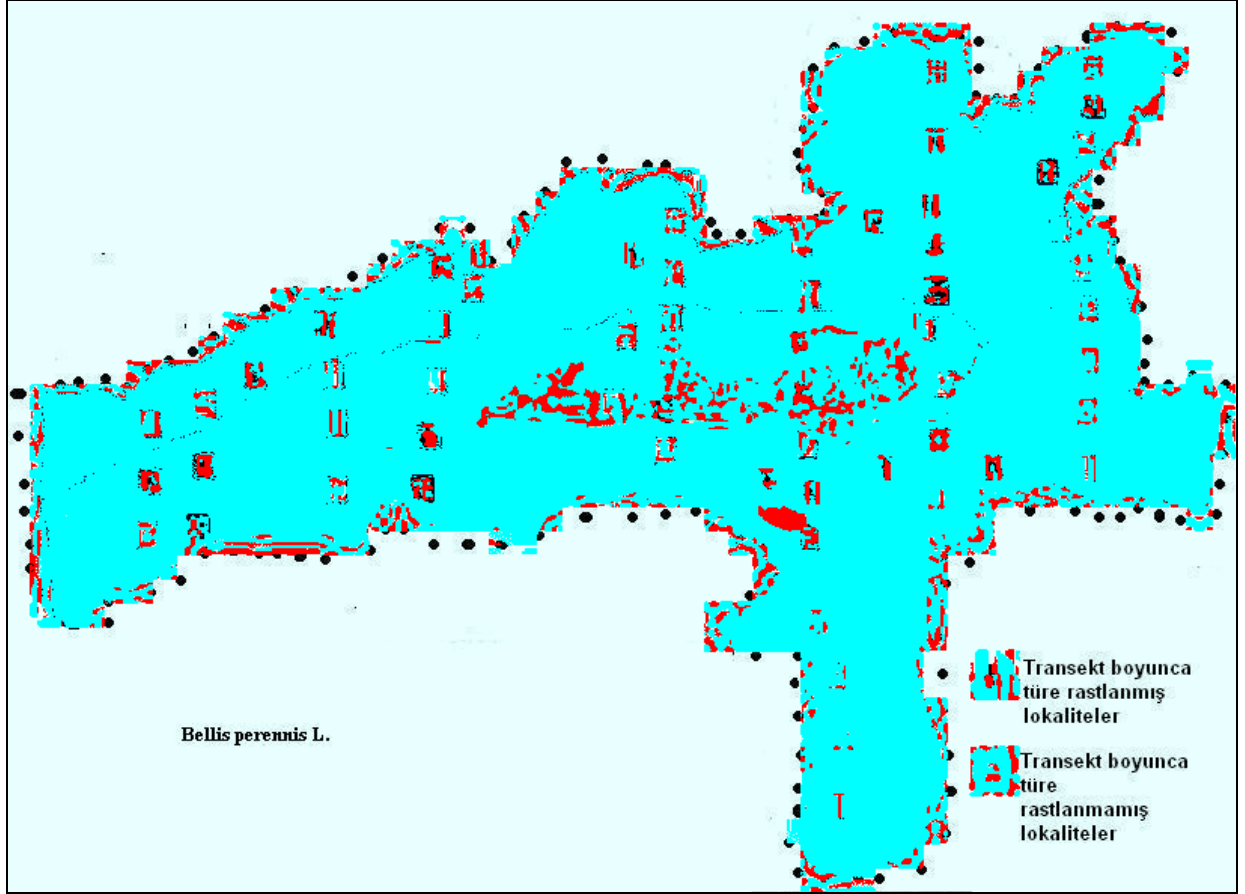 Transekt boyunca
türe rastlanmış
lokaliteler
Bellis perennis L.
Transekt boyunca
türe
rastlanmamış
lokaliteler